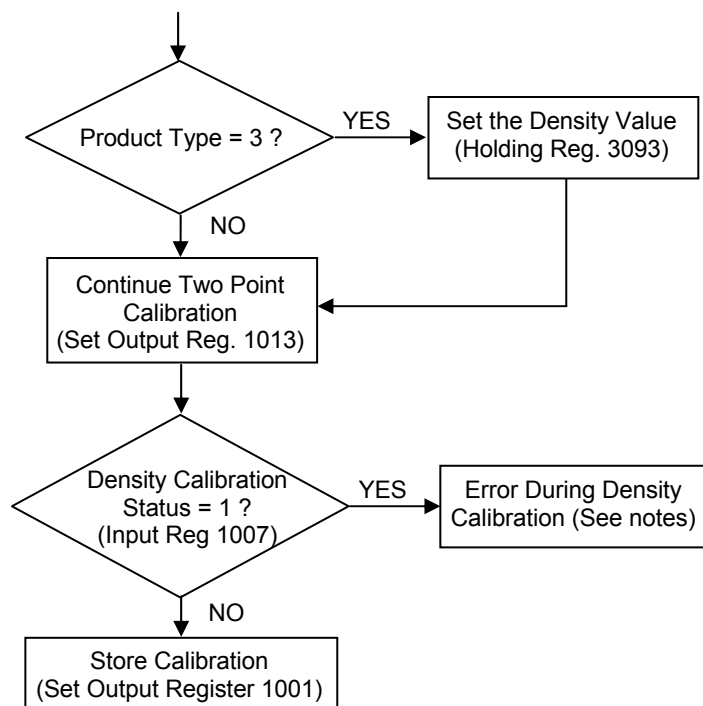 Product Type = 3 ?
YES
Set the Density Value
(Holding Reg. 3093)
NO
Continue Two Point
Calibration
(Set Output Reg. 1013)
Density Calibration
Status = 1 ?
(Input Reg 1007)
YES
Error During Density
Calibration (See notes)
NO
Store Calibration
(Set Output Register 1001)